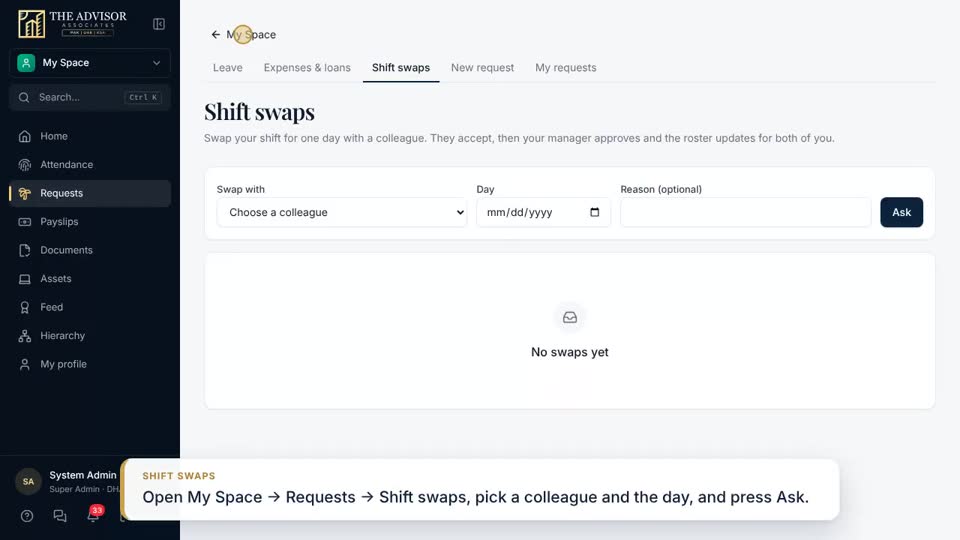 THE ADVISOR
ASSOCIATES
PAK | UAE | KSA
My Space
Search...
Ctrl K
Home
Attendance
Requests
Payslips
Documents
Assets
Feed
Hierarchy
My profile
SA
System Admin
Super Admin · DH
33
My Space
Leave
Expenses & loans
Shift swaps
New request
My requests
Shift swaps
Swap your shift for one day with a colleague. They accept, then your manager approves and the roster updates for both of you.
Swap with
Day
Reason (optional)
Choose a colleague
mm/dd/yyyy
Ask
No swaps yet
SHIFT SWAPS
Open My Space → Requests → Shift swaps, pick a colleague and the day, and press Ask.